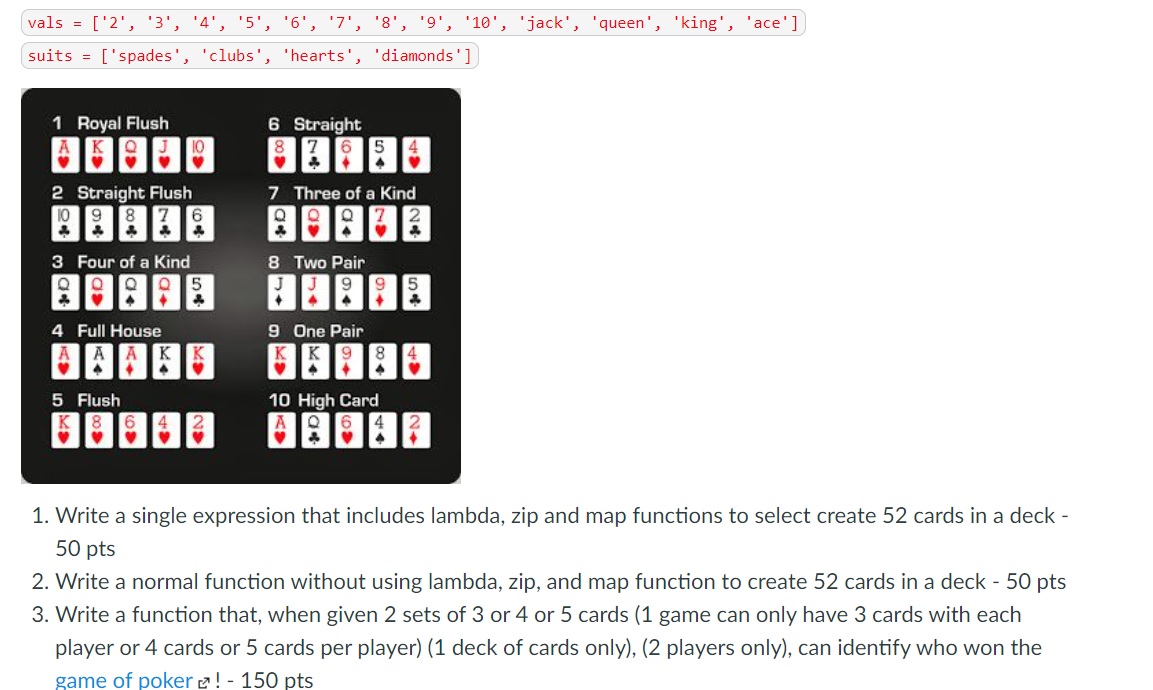 vals = ['2', '3', '4', '5', '6', '7', '8', '9', '10', 'jack', 'queen', 'king', 'ace']
suits = ['spades', 'clubs', 'hearts', 'diamonds']
1 Royal Flush
A K Q J 10
2 Straight Flush
10 9 8 7 6
3 Four of a Kind
Q Q Q Q 5
4 Full House
A A A K K
5 Flush
K 8 6 4 2
6 Straight
8 7 6 5 4
7 Three of a Kind
Q Q Q 7 2
8 Two Pair
J J 9 9 5
9 One Pair
K K 9 8 4
10 High Card
A Q 6 4 2
1. Write a single expression that includes lambda, zip and map functions to select create 52 cards in a deck -
50 pts
2. Write a normal function without using lambda, zip, and map function to create 52 cards in a deck - 50 pts
3. Write a function that, when given 2 sets of 3 or 4 or 5 cards (1 game can only have 3 cards with each
player or 4 cards or 5 cards per player) (1 deck of cards only), (2 players only), can identify who won the
game of poker ! - 150 pts